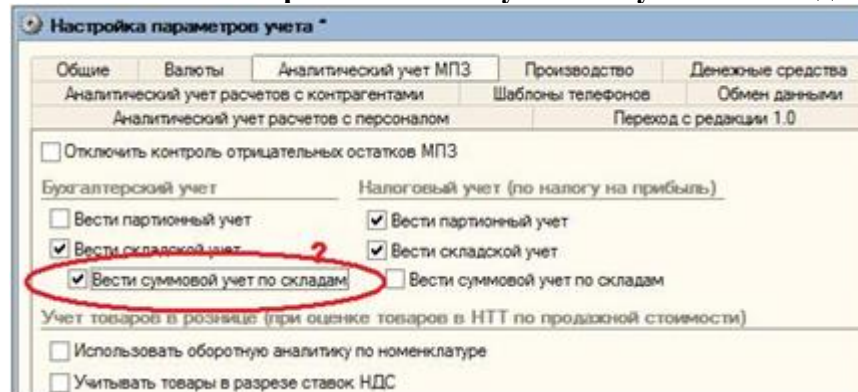 Настройка параметров учета *
Общие Валюты Аналитический учет МПЗ Производство Денежные средства
Аналитический учет расчетов с контрагентами Шаблоны телефонов Обмен данными
Аналитический учет расчетов с персоналом Переход с редакции 1.0
Отключить контроль отрицательных остатков МПЗ
Бухгалтерский учет Налоговый учет (по налогу на прибыль)
Вести партионный учет Вести партионный учет
Вести складской учет ? Вести складской учет
Вести суммовой учет по складам Вести суммовой учет по складам
Учет товаров в рознице (при оценке товаров в НТТ по продажной стоимости)
Использовать оборотную аналитику по номенклатуре
Учитывать товары в разрезе ставок НДС